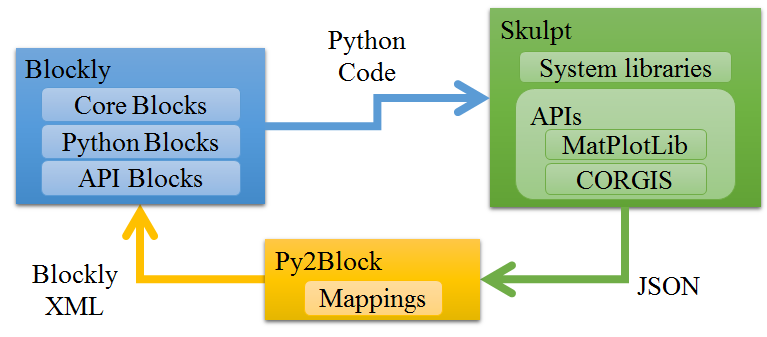 Blockly
Core Blocks
Python Blocks
API Blocks
Python
Code
Skulpt
System libraries
APIs
MatPlotLib
CORGIS
JSON
Py2Block
Mappings
Blockly
XML